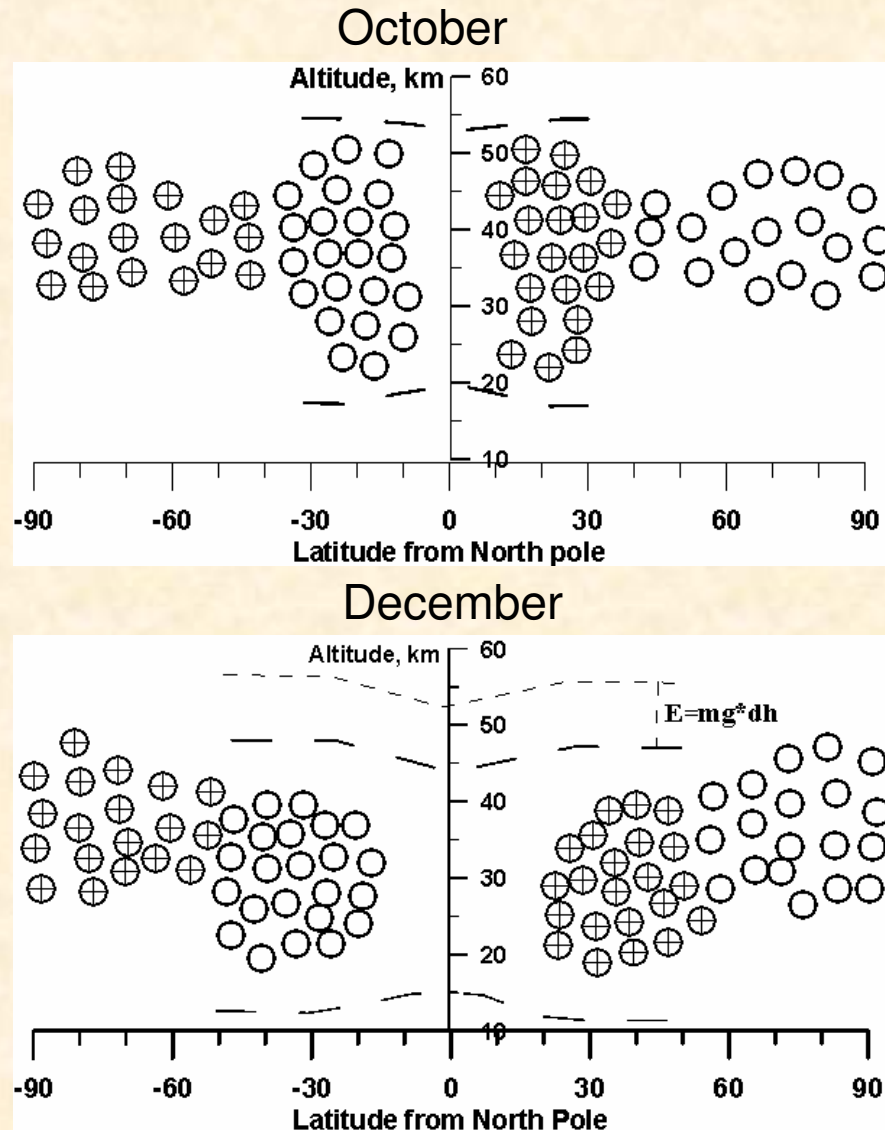 October
Altitude, km
60
50
40
30
20
10
-90 -60 -30 0 30 60 90
Latitude from North pole
December
Altitude, km
60
50
E=mg*dh
40
30
20
10
-90 -60 -30 0 30 60 90
Latitude from North Pole